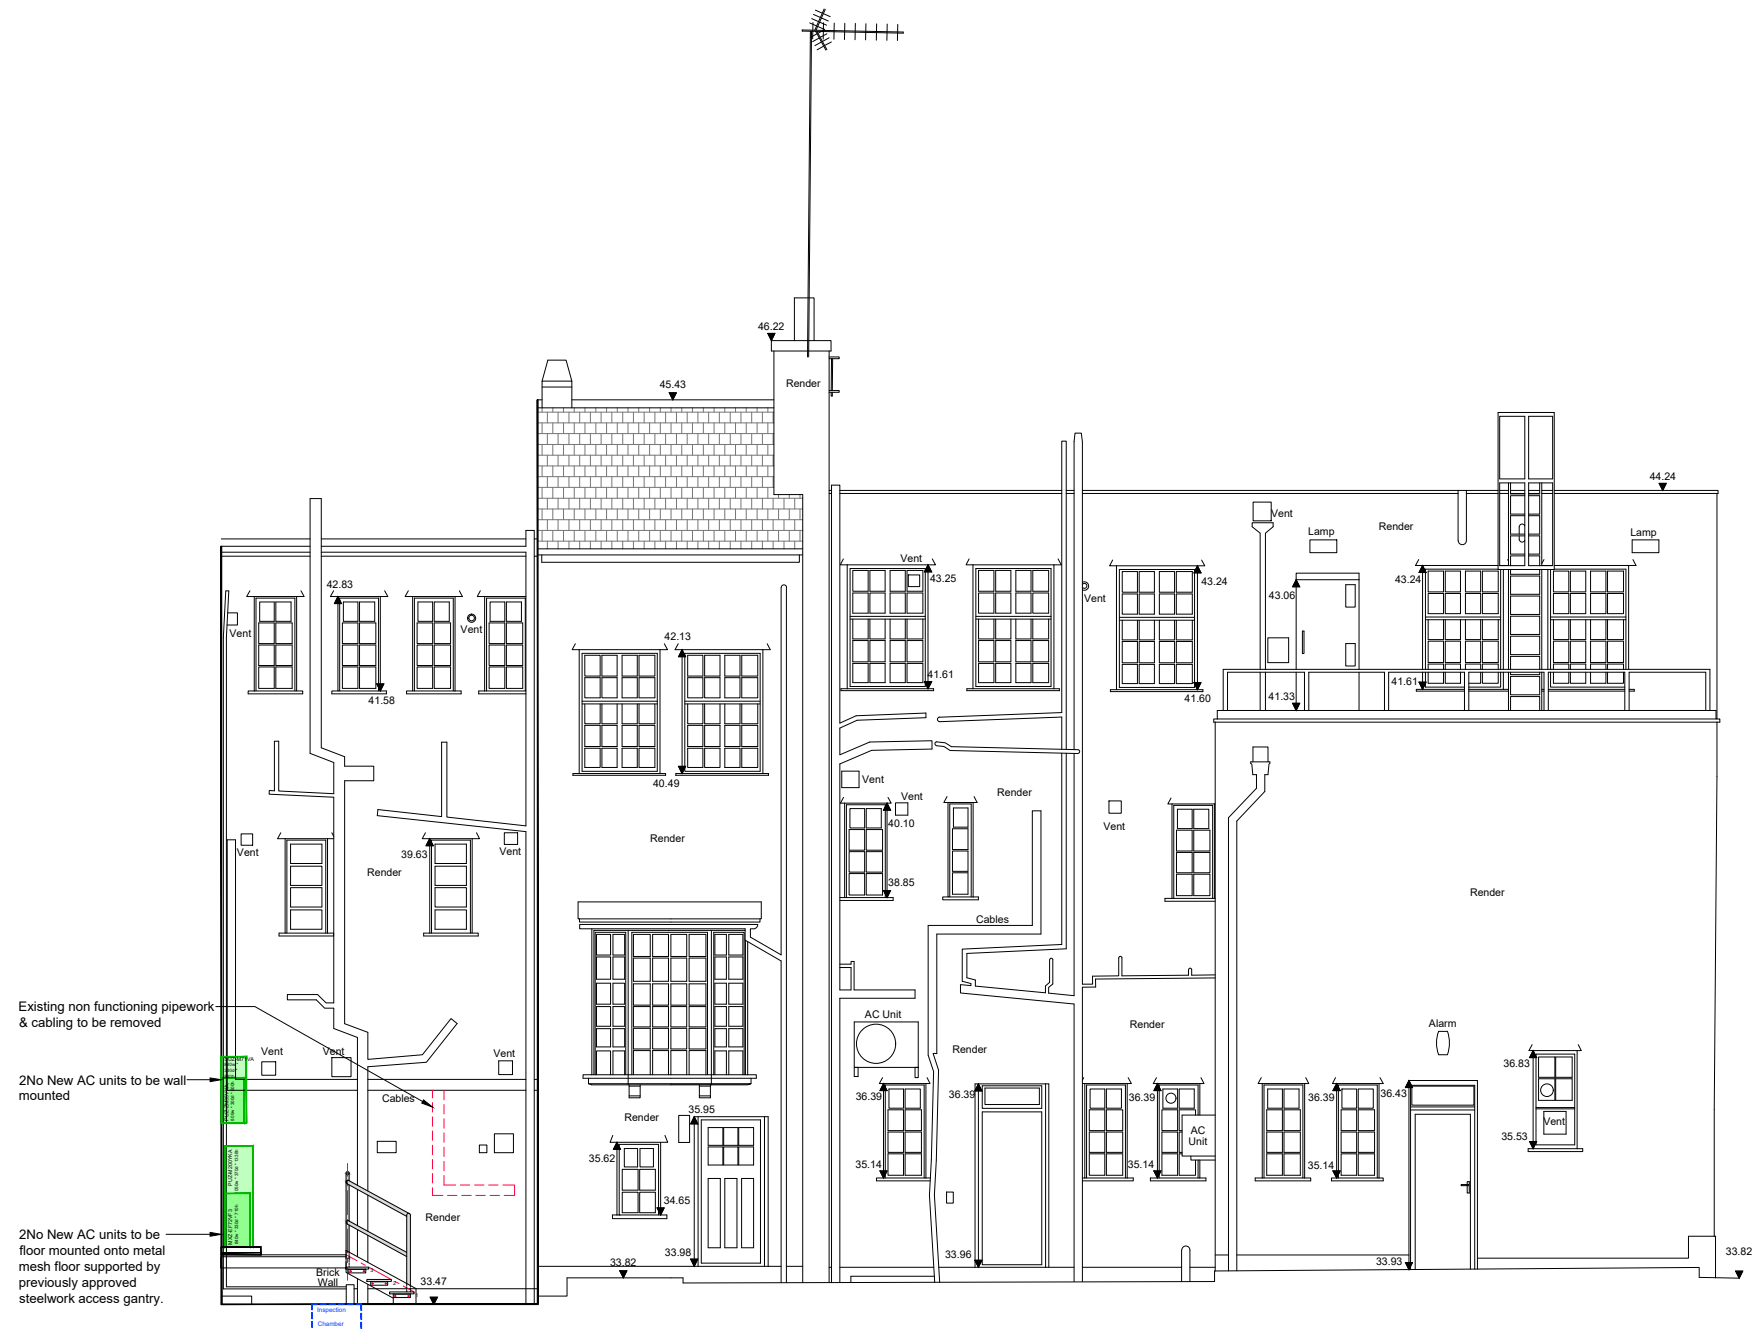 46.22
Render
45.43
44.24
Vent
Lamp
Render
Lamp
Vent
43.25
43.24
43.24
43.06
42.83
Vent
Vent
Vent
42.13
41.61
41.60
41.61
41.33
41.58
40.49
Vent
Vent
Render
40.10
Vent
Render
Vent
39.63
Vent
Render
38.85
Render
Cables
Existing non functioning pipework
& cabling to be removed
AC Unit
Render
Alarm
Render
Vent
Vent
Vent
36.83
2No New AC units to be wall
mounted
Cables
36.39
36.39
36.39
36.39
36.43
Render
35.95
AC
Unit
Vent
35.53
35.62
35.14
35.14
35.14
34.65
Render
2No New AC units to be
floor mounted onto metal
mesh floor supported by
previously approved
steelwork access gantry.
33.98
33.96
33.93
33.82
33.82
Brick
Wall
33.47
Inspection
Chamber